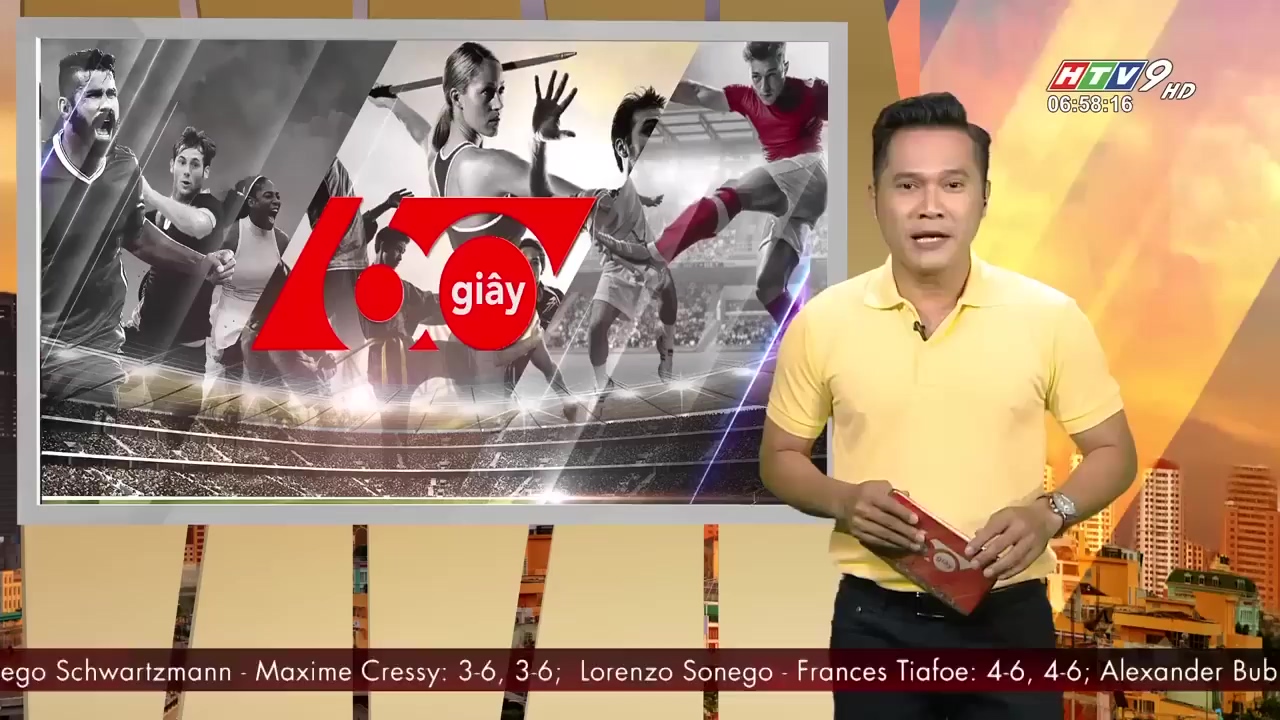 HTV9 HD
06:58:16
60 giây
giây
ego Schwartzmann - Maxime Cressy: 3-6, 3-6; Lorenzo Sonego - Frances Tiafoe: 4-6, 4-6; Alexander Bub